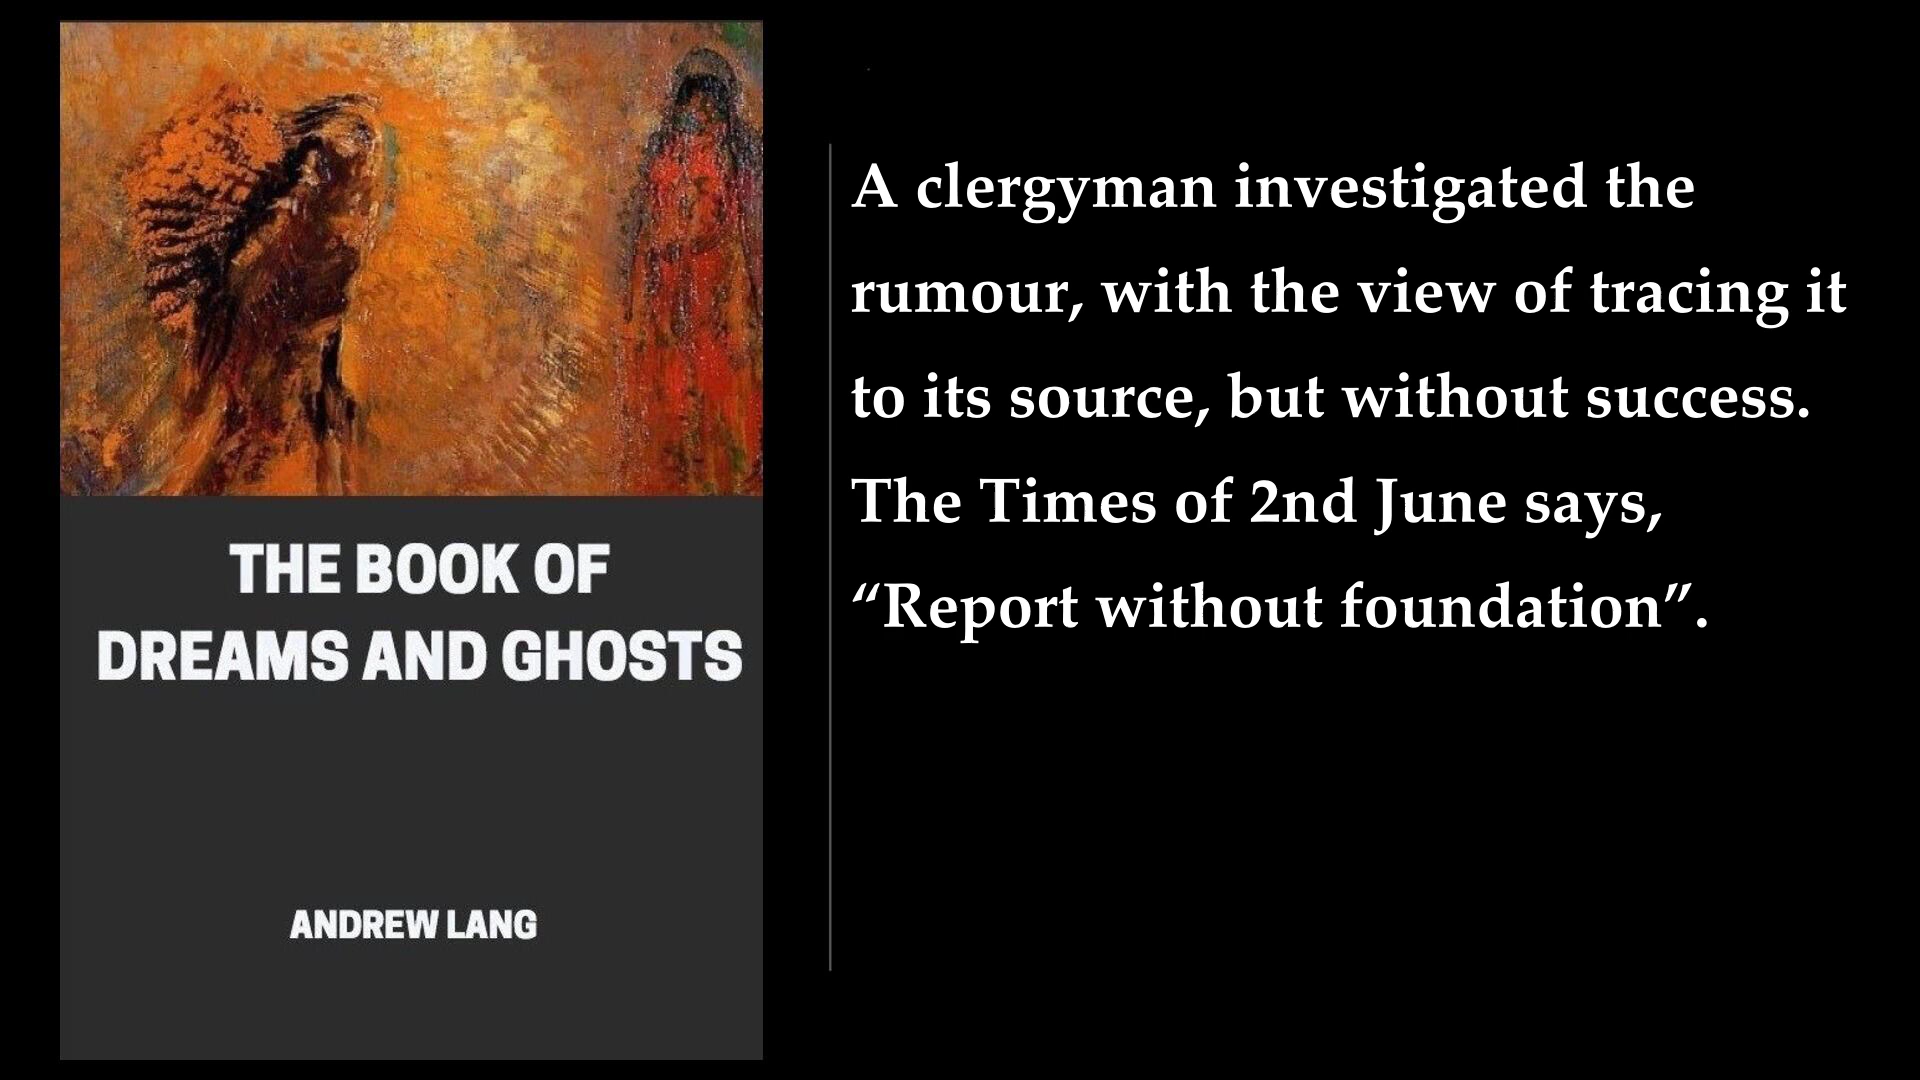 THE BOOK OF
DREAMS AND GHOSTS
ANDREW LANG
A clergyman investigated the
rumour, with the view of tracing it
to its source, but without success.
The Times of 2nd June says,
“Report without foundation”.